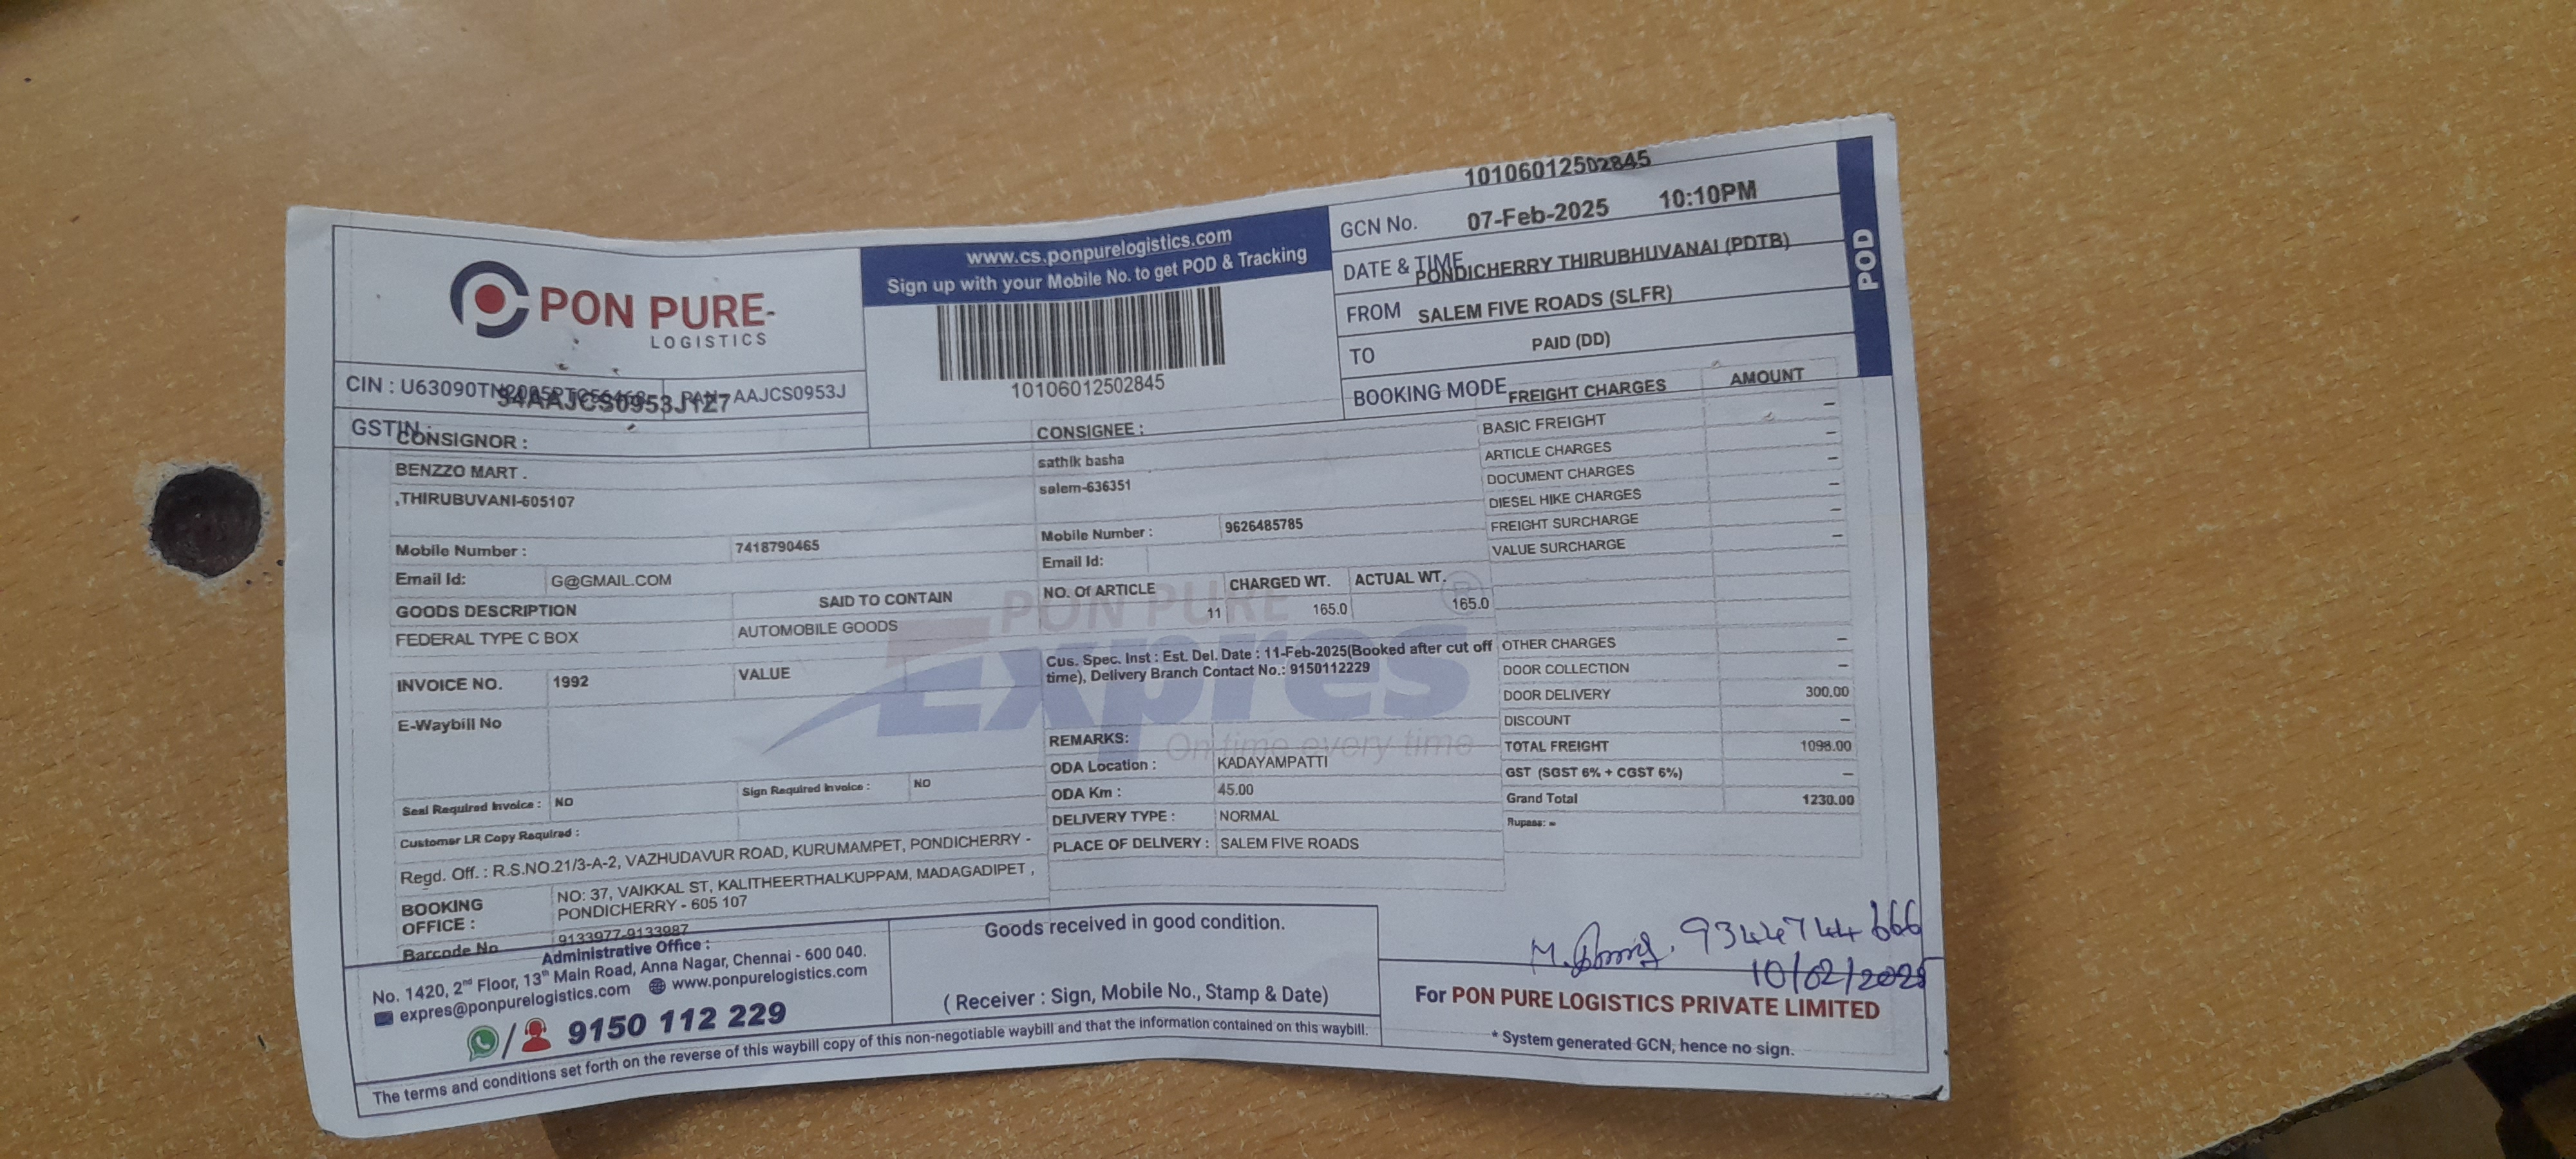 PON PURE
LOGISTICS
CIN : U63090TN2005PTC56468 PAN : AAJCS0953J
34AAJCS0953J1Z7
GSTIN :
www.cs.ponpurelogistics.com
Sign up with your Mobile No. to get POD & Tracking
10106012502845
10106012502845
GCN No. 07-Feb-2025 10:10PM
DATE & TIME PONDICHERRY THIRUBHUVANAI (PDTB)
FROM SALEM FIVE ROADS (SLFR)
TO PAID (DD)
BOOKING MODE
POD
CONSIGNOR :
BENZZO MART .
,THIRUBUVANI-605107
Mobile Number : 7418790465
Email Id: G@GMAIL.COM
GOODS DESCRIPTION SAID TO CONTAIN
FEDERAL TYPE C BOX AUTOMOBILE GOODS
INVOICE NO. 1992 VALUE
E-Waybill No
Seal Required Invoice : NO Sign Required Invoice : NO
Customer LR Copy Required :
Regd. Off. : R.S.NO.21/3-A-2, VAZHUDAVUR ROAD, KURUMAMPET, PONDICHERRY -
BOOKING OFFICE : NO: 37, VAIKKAL ST, KALITHEERTHALKUPPAM, MADAGADIPET ,
PONDICHERRY - 605 107
Barcode No 9133977-9133987
CONSIGNEE :
sathik basha
salem-636351
Mobile Number : 9626485785
Email Id:
NO. Of ARTICLE CHARGED WT. ACTUAL WT.
11 165.0 165.0
PON PURE
Expres
On time every time
Cus. Spec. Inst : Est. Del. Date : 11-Feb-2025(Booked after cut off
time), Delivery Branch Contact No.: 9150112229
REMARKS:
ODA Location : KADAYAMPATTI
ODA Km : 45.00
DELIVERY TYPE : NORMAL
PLACE OF DELIVERY : SALEM FIVE ROADS
FREIGHT CHARGES AMOUNT
BASIC FREIGHT –
ARTICLE CHARGES –
DOCUMENT CHARGES –
DIESEL HIKE CHARGES –
FREIGHT SURCHARGE –
VALUE SURCHARGE –
OTHER CHARGES –
DOOR COLLECTION –
DOOR DELIVERY 300.00
DISCOUNT –
TOTAL FREIGHT 1098.00
GST (SGST 6% + CGST 6%) –
Grand Total 1230.00
Rupees: –
Administrative Office :
No. 1420, 2nd Floor, 13th Main Road, Anna Nagar, Chennai - 600 040.
expres@ponpurelogistics.com www.ponpurelogistics.com
/ 9150 112 229
Goods received in good condition.
( Receiver : Sign, Mobile No., Stamp & Date)
M. 9344744666
10/02/2025
For PON PURE LOGISTICS PRIVATE LIMITED
* System generated GCN, hence no sign.
The terms and conditions set forth on the reverse of this waybill copy of this non-negotiable waybill and that the information contained on this waybill.